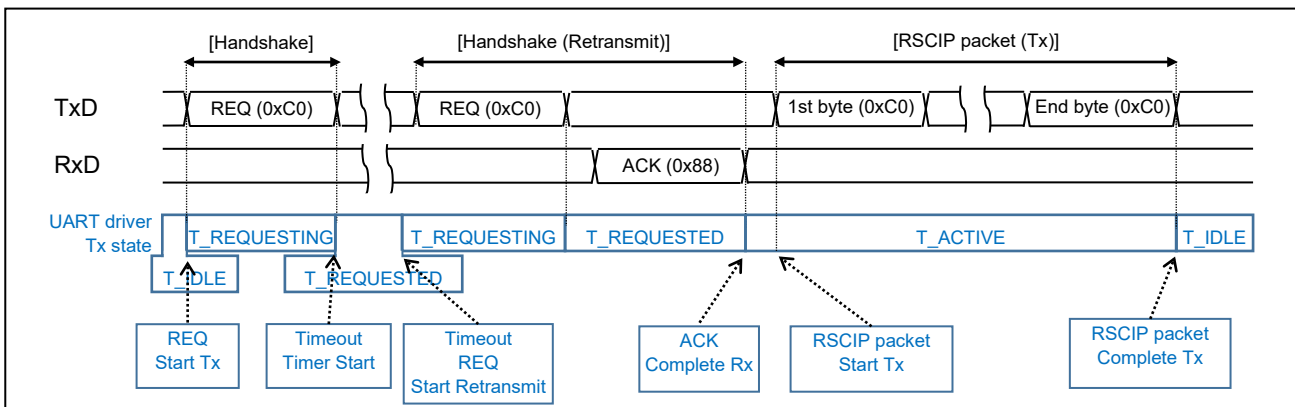 [Handshake]
[Handshake (Retransmit)]
[RSCIP packet (Tx)]
TxD
REQ (0xC0)
REQ (0xC0)
1st byte (0xC0)
End byte (0xC0)
RxD
ACK (0x88)
UART driver
Tx state
T_REQUESTING
T_REQUESTING
T_REQUESTED
T_ACTIVE
T_IDLE
T_IDLE
T_REQUESTED
REQ
Start Tx
Timeout
Timer Start
Timeout
REQ
Start Retransmit
ACK
Complete Rx
RSCIP packet
Start Tx
RSCIP packet
Complete Tx